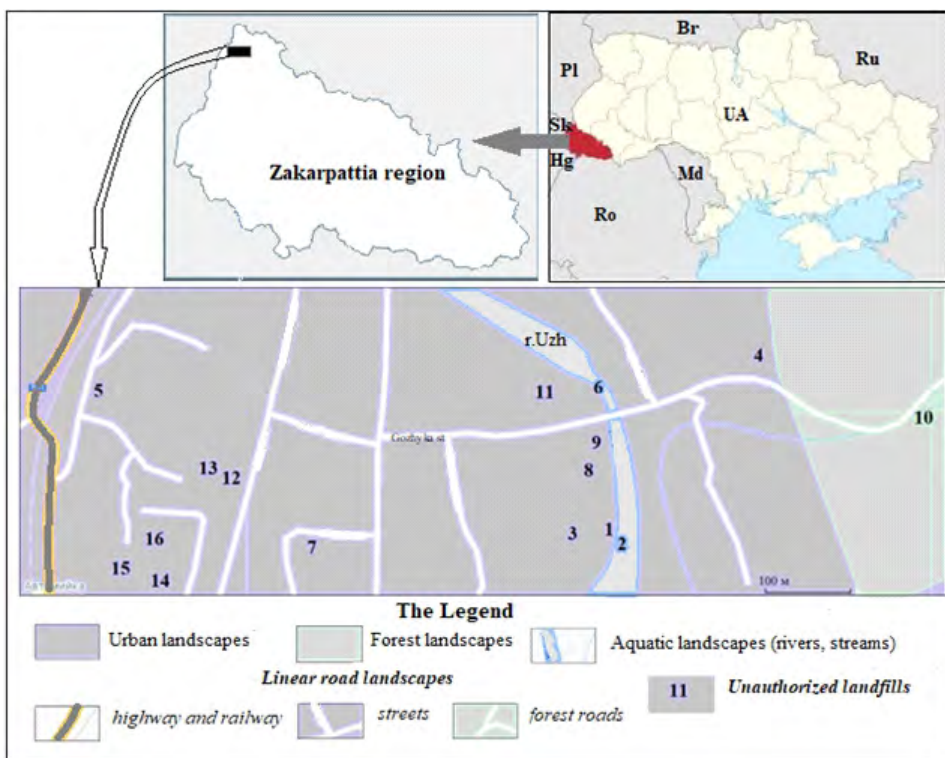 Br
Ru
Pl
UA
Sk
Hg
Md
Ro
Zakarpattia region
r.Uzh
4
5
11
6
10
Gozhyka st
9
13
12
8
16
7
3
1
2
15
14
100 м
The Legend
Urban landscapes
Forest landscapes
Aquatic landscapes (rivers, streams)
Linear road landscapes
11
Unauthorized landfills
highway and railway
streets
forest roads